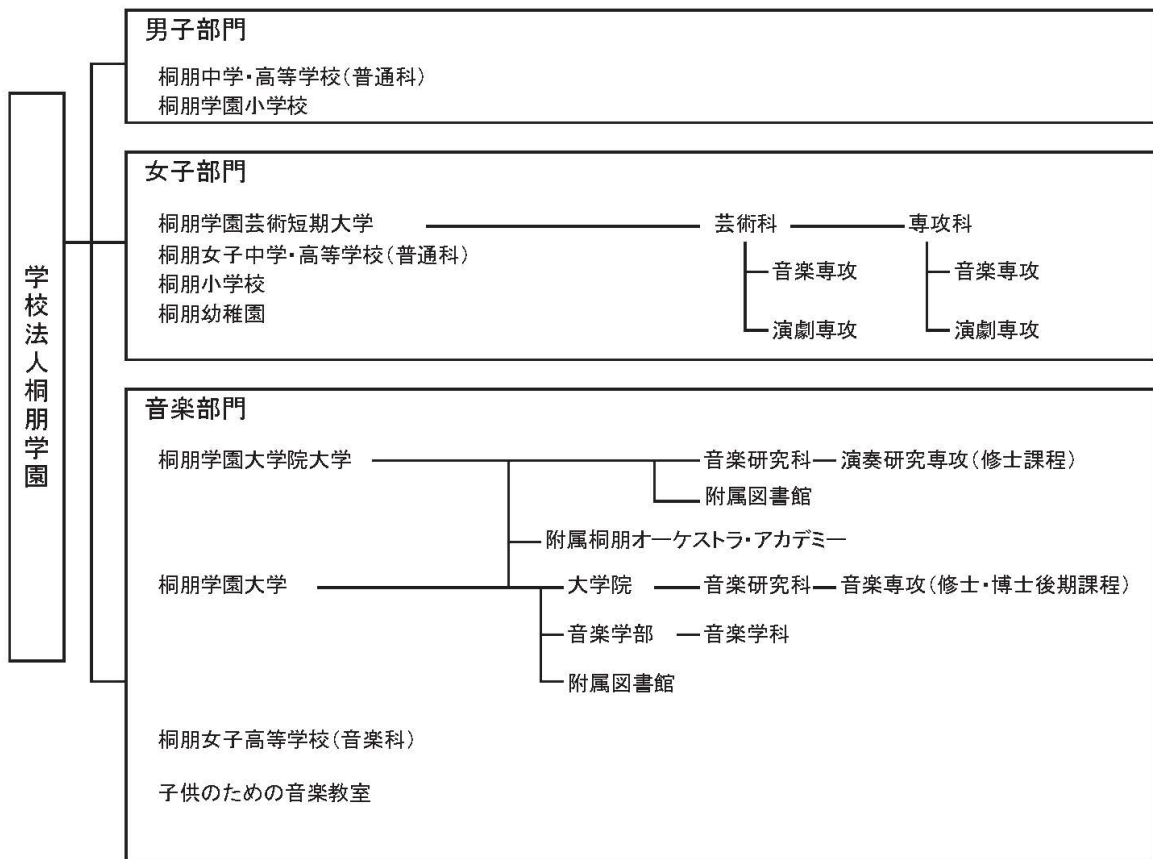 学校法人桐朋学園
男子部門
桐朋中学・高等学校(普通科)
桐朋学園小学校
女子部門
桐朋学園芸術短期大学 芸術科 専攻科
桐朋女子中学・高等学校(普通科)
音楽専攻 音楽専攻
桐朋小学校
桐朋幼稚園
演劇専攻 演劇専攻
音楽部門
桐朋学園大学院大学 音楽研究科 演奏研究専攻(修士課程)
附属図書館
附属桐朋オーケストラ・アカデミー
桐朋学園大学 大学院 音楽研究科 音楽専攻(修士・博士後期課程)
音楽学部 音楽学科
附属図書館
桐朋女子高等学校(音楽科)
子供のための音楽教室